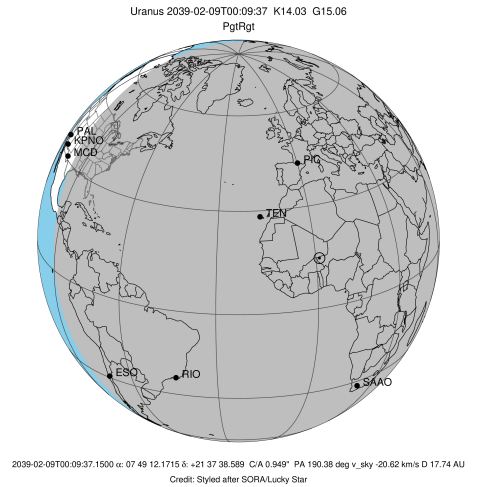 Uranus 2039-02-09T00:09:37  K14.03  G15.06
PgtRgt
PAL
KPNO
MCD
PIC
TEN
ESO
RIO
SAAO
2039-02-09T00:09:37.1500 α: 07 49 12.1715 δ: +21 37 38.589  C/A 0.949"  PA 190.38 deg v_sky -20.62 km/s D 17.74 AU
Credit: Styled after SORA/Lucky Star